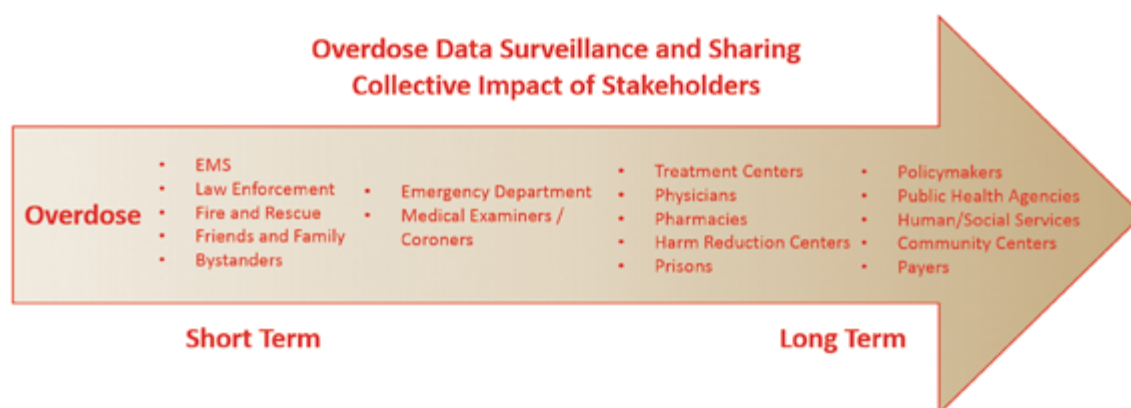 Overdose Data Surveillance and Sharing
Collective Impact of Stakeholders
Overdose
• EMS
• Law Enforcement
• Fire and Rescue
• Friends and Family
• Bystanders
• Emergency Department
• Medical Examiners /
Coroners
• Treatment Centers
• Physicians
• Pharmacies
• Harm Reduction Centers
• Prisons
• Policymakers
• Public Health Agencies
• Human/Social Services
• Community Centers
• Payers
Short Term
Long Term